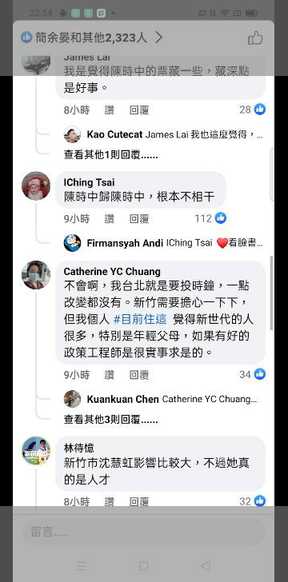 22:54
簡余晏和其他2,323人
James Lai
我是覺得陳時中的票藏一些，藏深點
是好事。
8小時 讚 回覆 28
Kao Cutecat James Lai 我也這麼覺得，...
查看其他1則回覆......
IChing Tsai
陳時中歸陳時中，根本不相干
9小時 讚 回覆 112
Firmansyah Andi IChing Tsai ❤️看臉書...
Catherine YC Chuang
不會啊，我台北就是要投時鐘，一點
改變都沒有。新竹需要擔心一下下，
但我個人 #目前住這 覺得新世代的人
很多，特別是年輕父母，如果有好的
政策工程師是很實事求是的。
9小時 讚 回覆 34
Kuankuan Chen Catherine YC Chuang...
查看其他3則回覆......
林待憶
新竹市沈慧虹影響比較大，不過她真
的是人才
8小時 讚 回覆 32
留言......